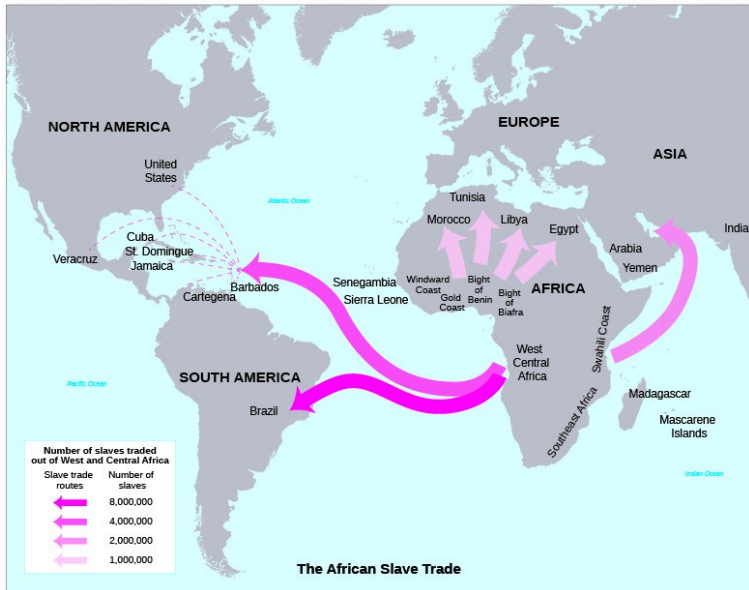 NORTH AMERICA
United
States
Atlantic Ocean
Cuba
St. Domingue
Jamaica
Veracruz
Cartegena
Barbados
EUROPE
ASIA
Tunisia
Morocco
Libya
Egypt
India
Arabia
Yemen
Senegambia
Sierra Leone
Windward
Coast
Gold
Coast
Bight
of
Benin
Bight
of
Biafra
AFRICA
West
Central
Africa
Swahili Coast
Southeast Africa
Madagascar
Mascarene
Islands
Indian Ocean
SOUTH AMERICA
Brazil
Pacific Ocean
Number of slaves traded
out of West and Central Africa
Slave trade
routes
Number of
slaves
8,000,000
4,000,000
2,000,000
1,000,000
The African Slave Trade